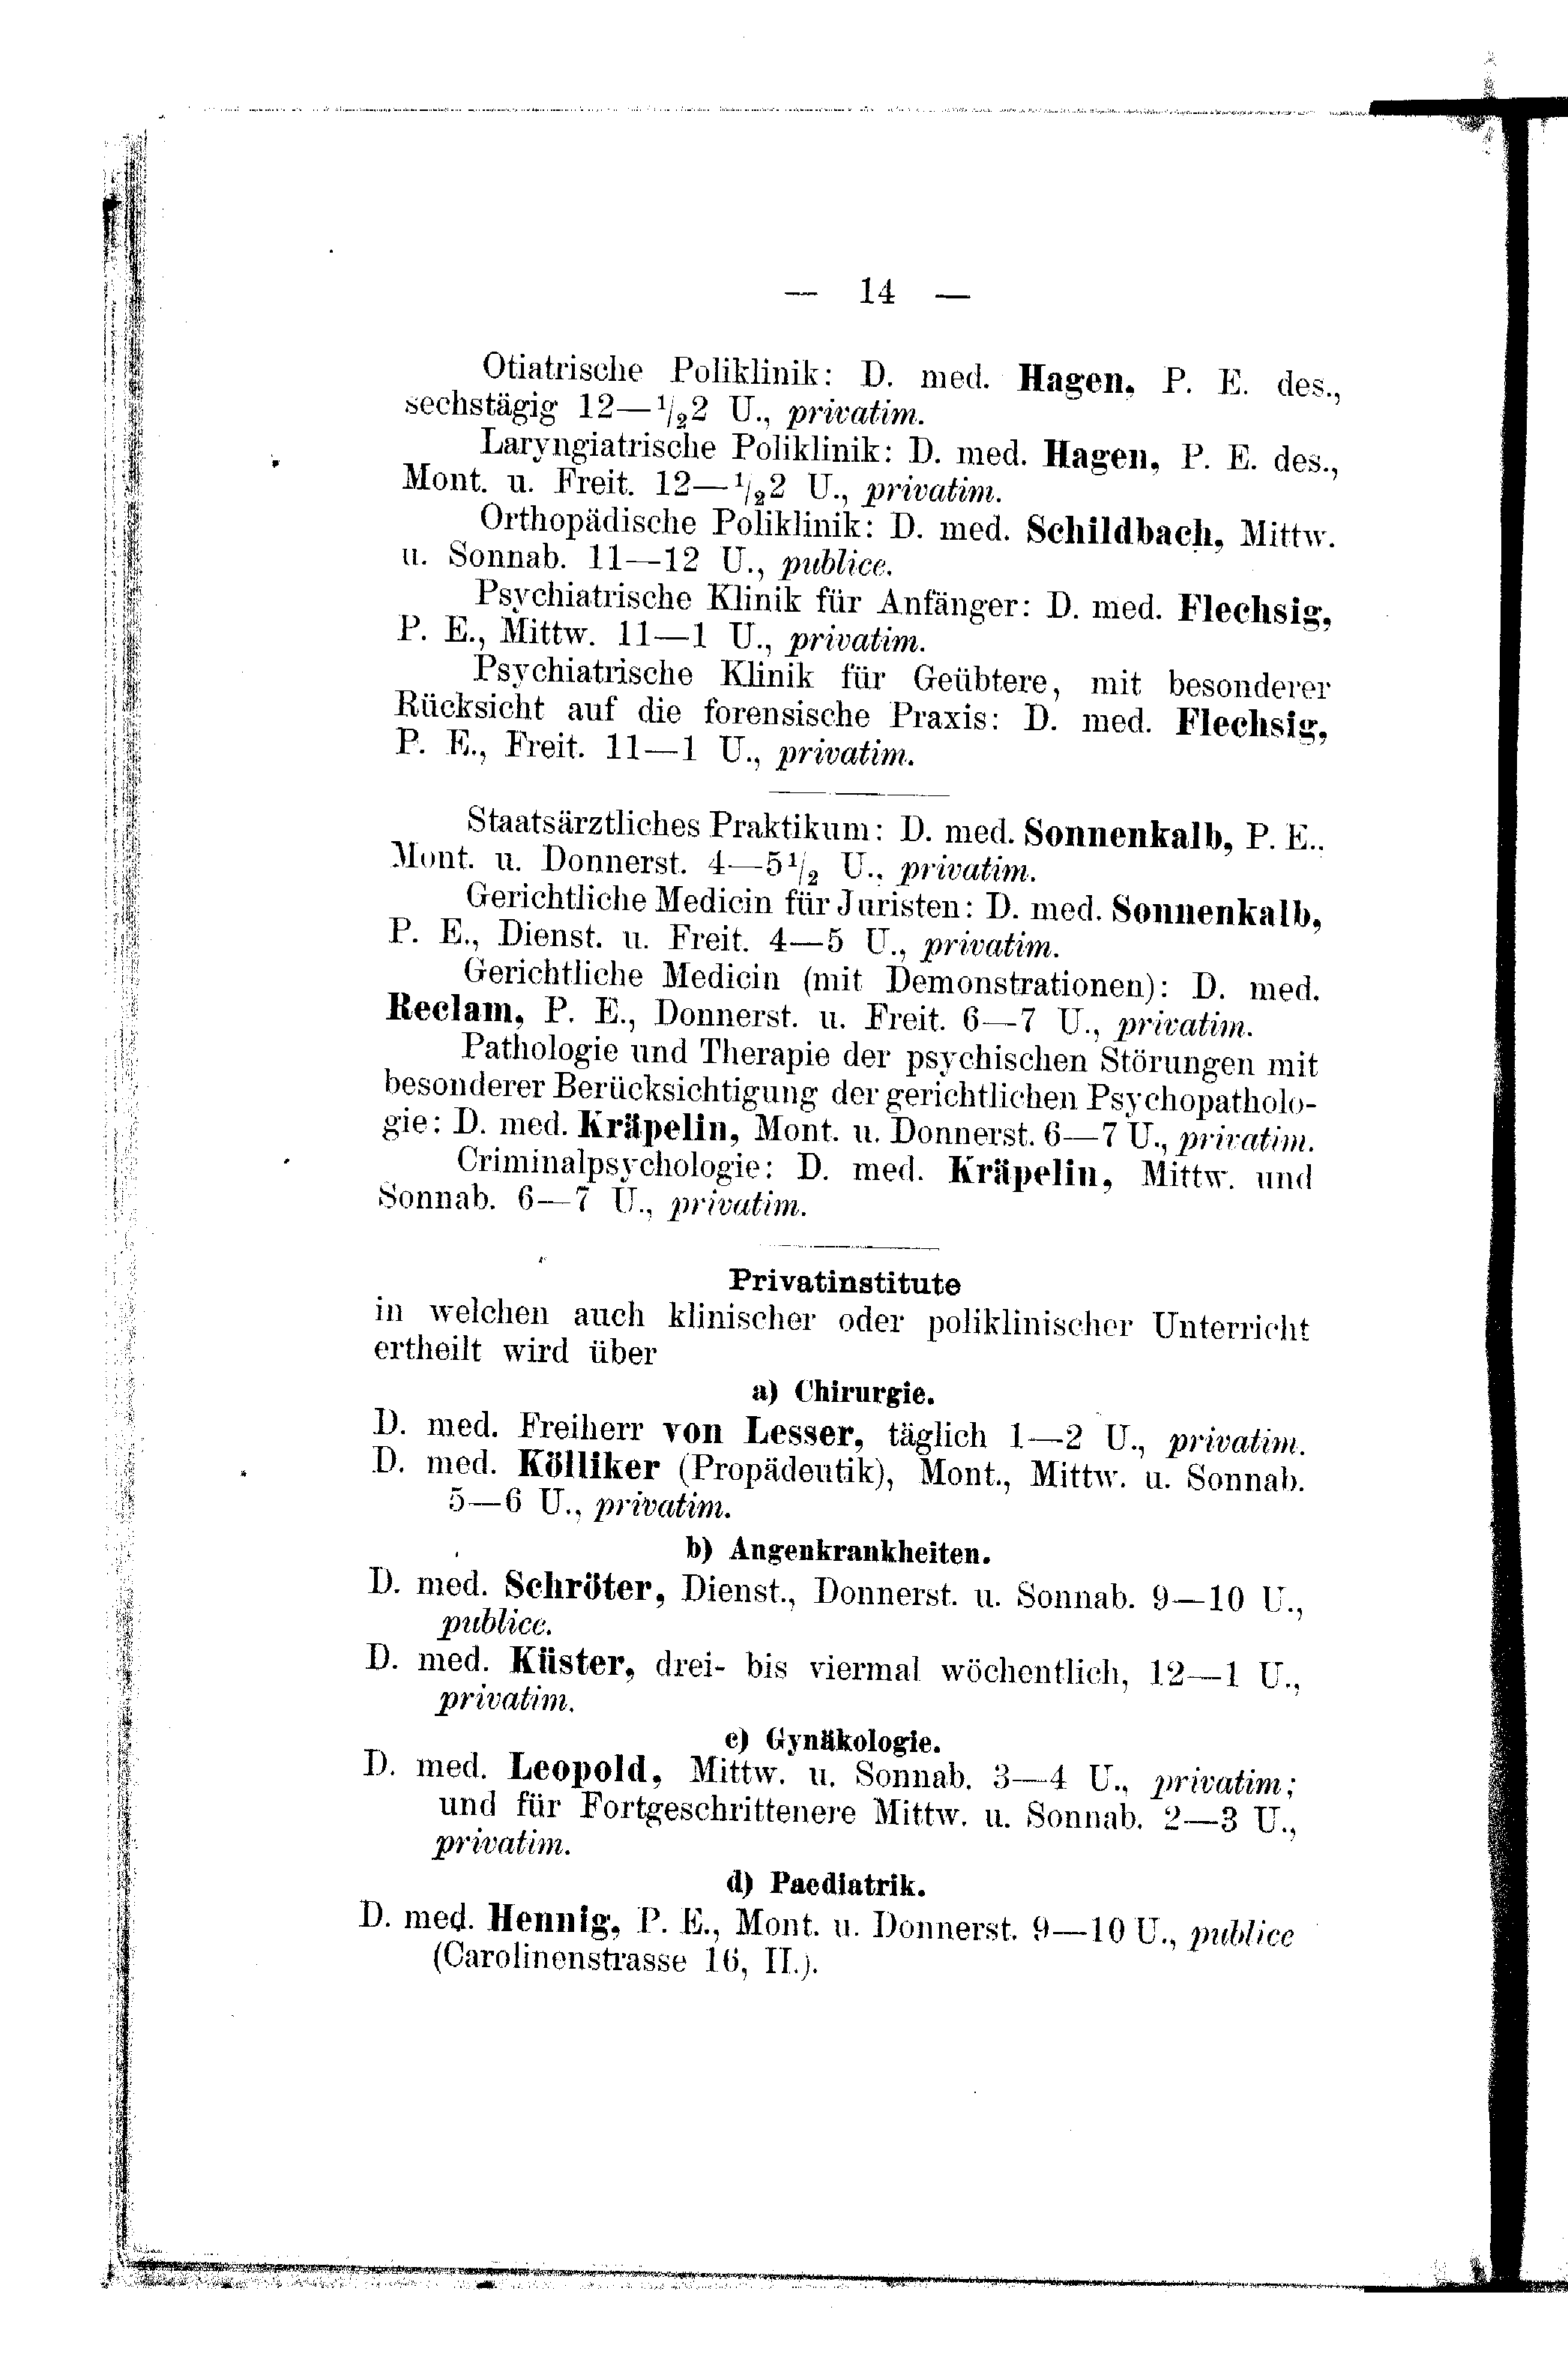 — 14 —
Otiatrische Poliklinik: D. med. Hagen, P. E. des.,
sechstägig 12—1/22 U., privatim.
Laryngiatrische Poliklinik: D. med. Hagen, P. E. des.,
Mont. u. Freit. 12—1/22 U., privatim.
Orthopädische Poliklinik: D. med. Schildbach, Mittw.
u. Sonnab. 11—12 U., publice.
Psychiatrische Klinik für Anfänger: D. med. Flechsig,
P. E., Mittw. 11—1 U., privatim.
Psychiatrische Klinik für Geübtere, mit besonderer
Rücksicht auf die forensische Praxis: D. med. Flechsig,
P. E., Freit. 11—1 U., privatim.
Staatsärztliches Praktikum: D. med. Sonnenkalb, P. E.,
Mont. u. Donnerst. 4—5 1/2 U., privatim.
Gerichtliche Medicin für Juristen: D. med. Sonnenkalb,
P. E., Dienst. u. Freit. 4—5 U., privatim.
Gerichtliche Medicin (mit Demonstrationen): D. med.
Reclam, P. E., Donnerst. u. Freit. 6—7 U., privatim.
Pathologie und Therapie der psychischen Störungen mit
besonderer Berücksichtigung der gerichtlichen Psychopatholo-
gie: D. med. Kräpelin, Mont. u. Donnerst. 6—7 U., privatim.
Criminalpsychologie: D. med. Kräpelin, Mittw. und
Sonnab. 6—7 U., privatim.
Privatinstitute
in welchen auch klinischer oder poliklinischer Unterricht
ertheilt wird über
a) Chirurgie.
D. med. Freiherr von Lesser, täglich 1—2 U., privatim.
D. med. Kölliker (Propädeutik), Mont., Mittw. u. Sonnab.
5—6 U., privatim.
b) Augenkrankheiten.
D. med. Schröter, Dienst., Donnerst. u. Sonnab. 9—10 U.,
publice.
D. med. Küster, drei- bis viermal wöchentlich, 12—1 U.,
privatim.
c) Gynäkologie.
D. med. Leopold, Mittw. u. Sonnab. 3—4 U., privatim;
und für Fortgeschrittenere Mittw. u. Sonnab. 2—3 U.,
privatim.
d) Paediatrik.
D. med. Hennig, P. E., Mont. u. Donnerst. 9—10 U., publice
(Carolinenstrasse 16, II.).